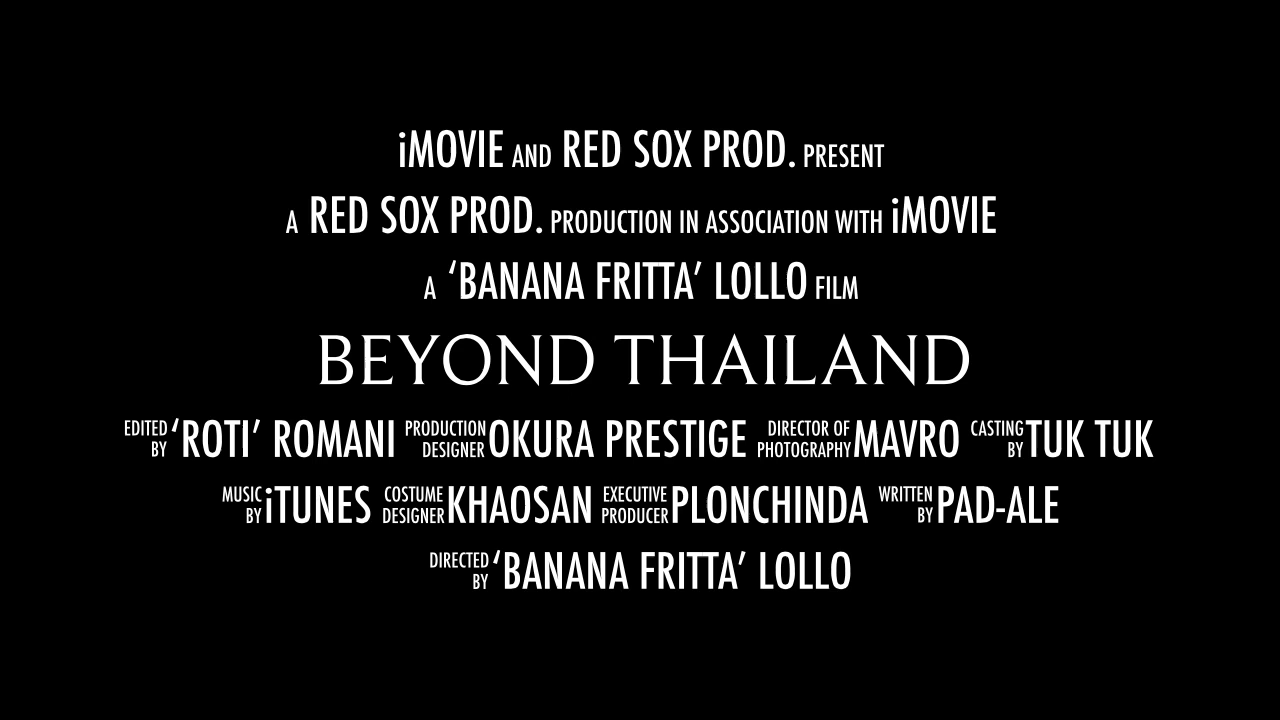 iMOVIE AND RED SOX PROD. PRESENT
A RED SOX PROD. PRODUCTION IN ASSOCIATION WITH iMOVIE
A ‘BANANA FRITTA’ LOLLO FILM
BEYOND THAILAND
EDITED BY ‘ROTI’ ROMANI PRODUCTION DESIGNER OKURA PRESTIGE DIRECTOR OF PHOTOGRAPHY MAVRO CASTING BY TUK TUK
MUSIC BY iTUNES COSTUME DESIGNER KHAOSAN EXECUTIVE PRODUCER PLONCHINDA WRITTEN BY PAD-ALE
DIRECTED BY ‘BANANA FRITTA’ LOLLO